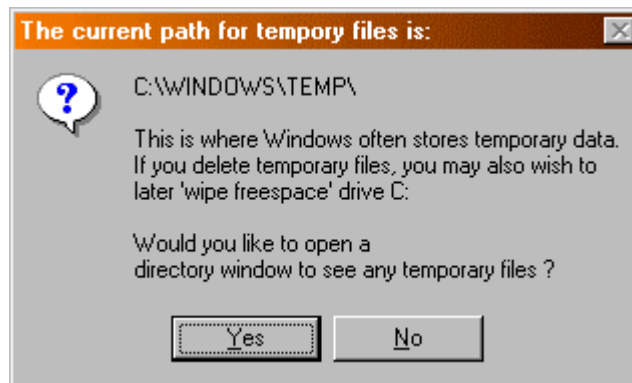 The current path for tempory files is:
C:\WINDOWS\TEMP\
This is where Windows often stores temporary data.
If you delete temporary files, you may also wish to
later 'wipe freespace' drive C:
Would you like to open a
directory window to see any temporary files ?
Yes
No